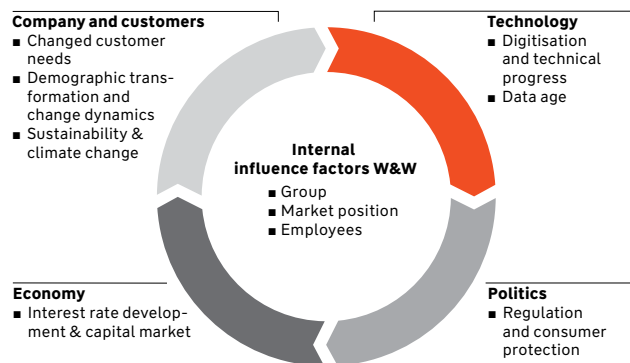 Company and customers
■ Changed customer
needs
■ Demographic trans-
formation and
change dynamics
■ Sustainability &
climate change
Technology
■ Digitisation
and technical
progress
■ Data age
Internal
influence factors W&W
■ Group
■ Market position
■ Employees
Economy
■ Interest rate develop-
ment & capital market
Politics
■ Regulation
and consumer
protection